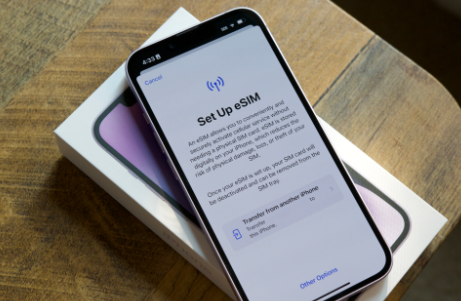 4:33
Cancel
Set Up eSIM
An eSIM allows you to conveniently and
securely activate cellular service without
needing a physical SIM card. eSIM is stored
digitally on your iPhone, which reduces the
risk of physical damage, loss, or theft of your
SIM.
Once your eSIM is set up, your SIM card will
be deactivated and can be removed from the
SIM tray.
Transfer from another iPhone
Transfer to
this iPhone.
Other Options